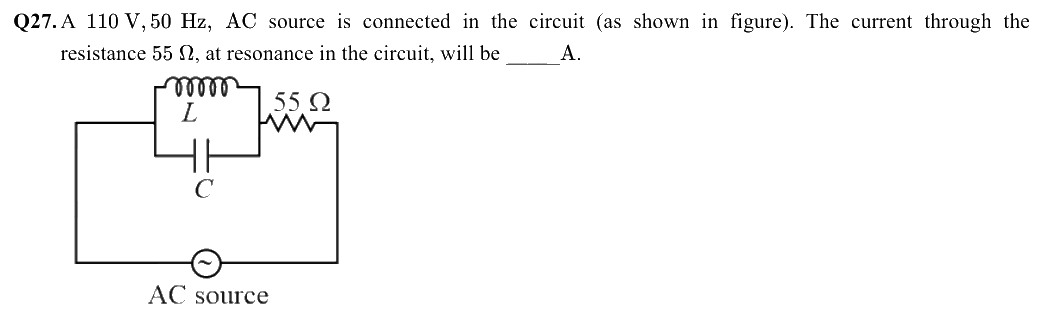 Q27. A 110 V, 50 Hz, AC source is connected in the circuit (as shown in figure). The current through the
resistance 55 Ω, at resonance in the circuit, will be _____A.
L
55 Ω
C
~
AC source